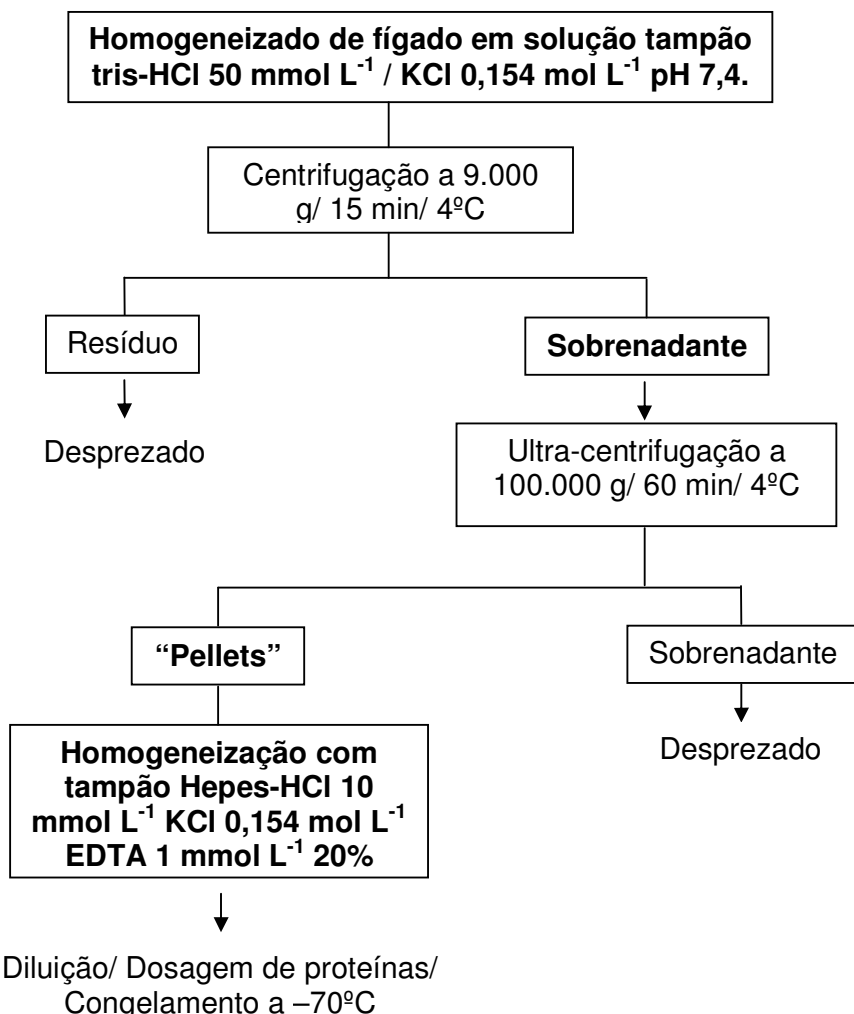 Homogeneizado de fígado em solução tampão
tris-HCl 50 mmol L-1 / KCl 0,154 mol L-1 pH 7,4.
Centrifugação a 9.000
g/ 15 min/ 4ºC
Resíduo
Sobrenadante
Desprezado
Ultra-centrifugação a
100.000 g/ 60 min/ 4ºC
“Pellets”
Sobrenadante
Homogeneização com
tampão Hepes-HCl 10
mmol L-1 KCl 0,154 mol L-1
EDTA 1 mmol L-1 20%
Desprezado
Diluição/ Dosagem de proteínas/
Congelamento a –70ºC